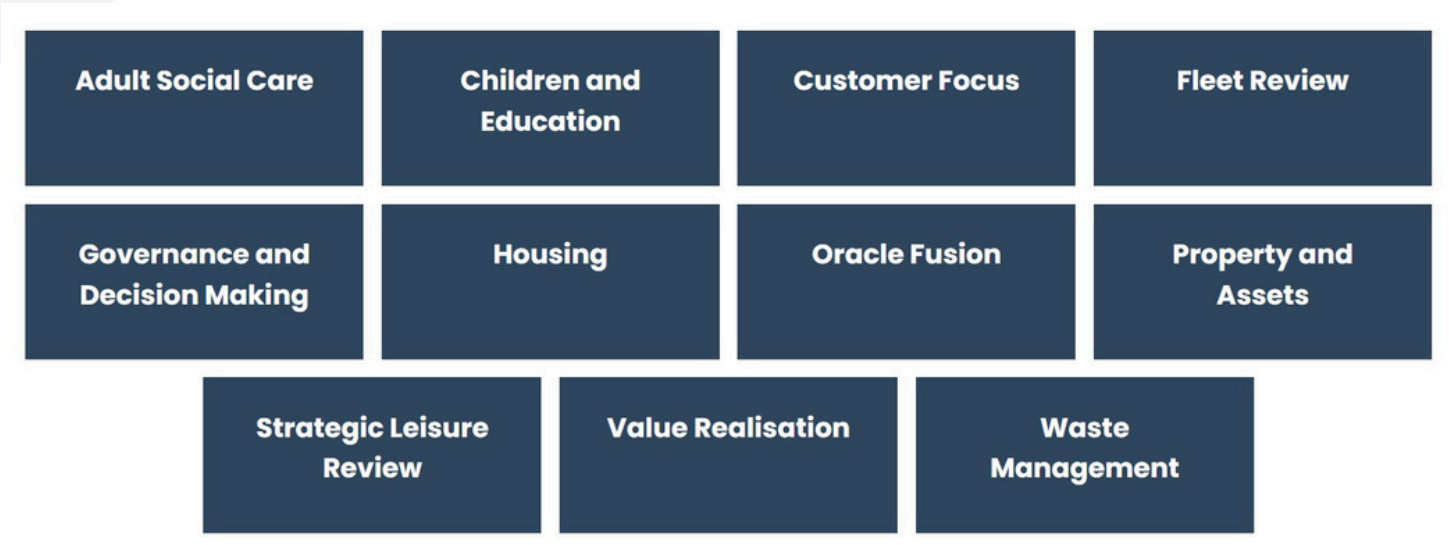 Adult Social Care
Children and
Education
Customer Focus
Fleet Review
Governance and
Decision Making
Housing
Oracle Fusion
Property and
Assets
Strategic Leisure
Review
Value Realisation
Waste
Management